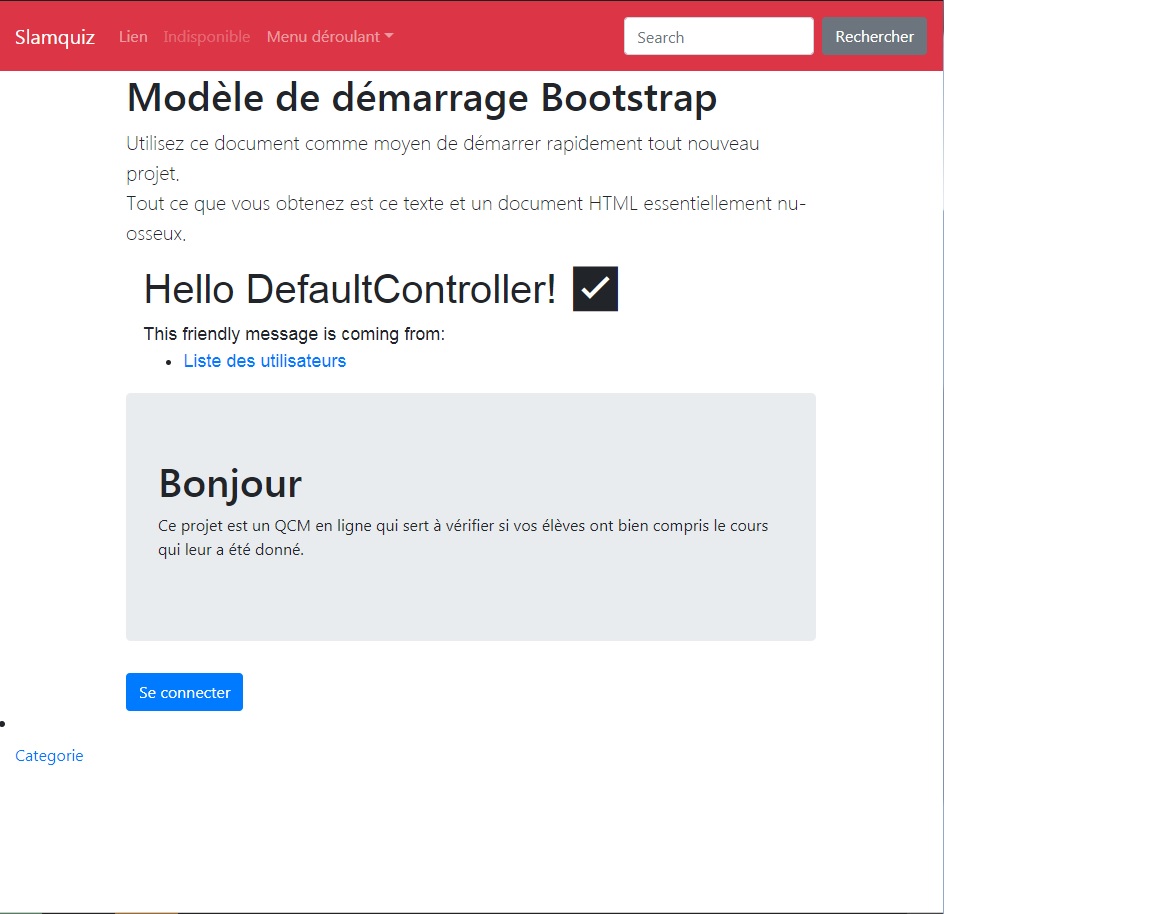 Slamquiz Lien Indisponible Menu déroulant Search Rechercher
Modèle de démarrage Bootstrap
Utilisez ce document comme moyen de démarrer rapidement tout nouveau
projet.
Tout ce que vous obtenez est ce texte et un document HTML essentiellement nu-
osseux.
Hello DefaultController! ✓
This friendly message is coming from:
• Liste des utilisateurs
Bonjour
Ce projet est un QCM en ligne qui sert à vérifier si vos élèves ont bien compris le cours
qui leur a été donné.
Se connecter
•
Categorie